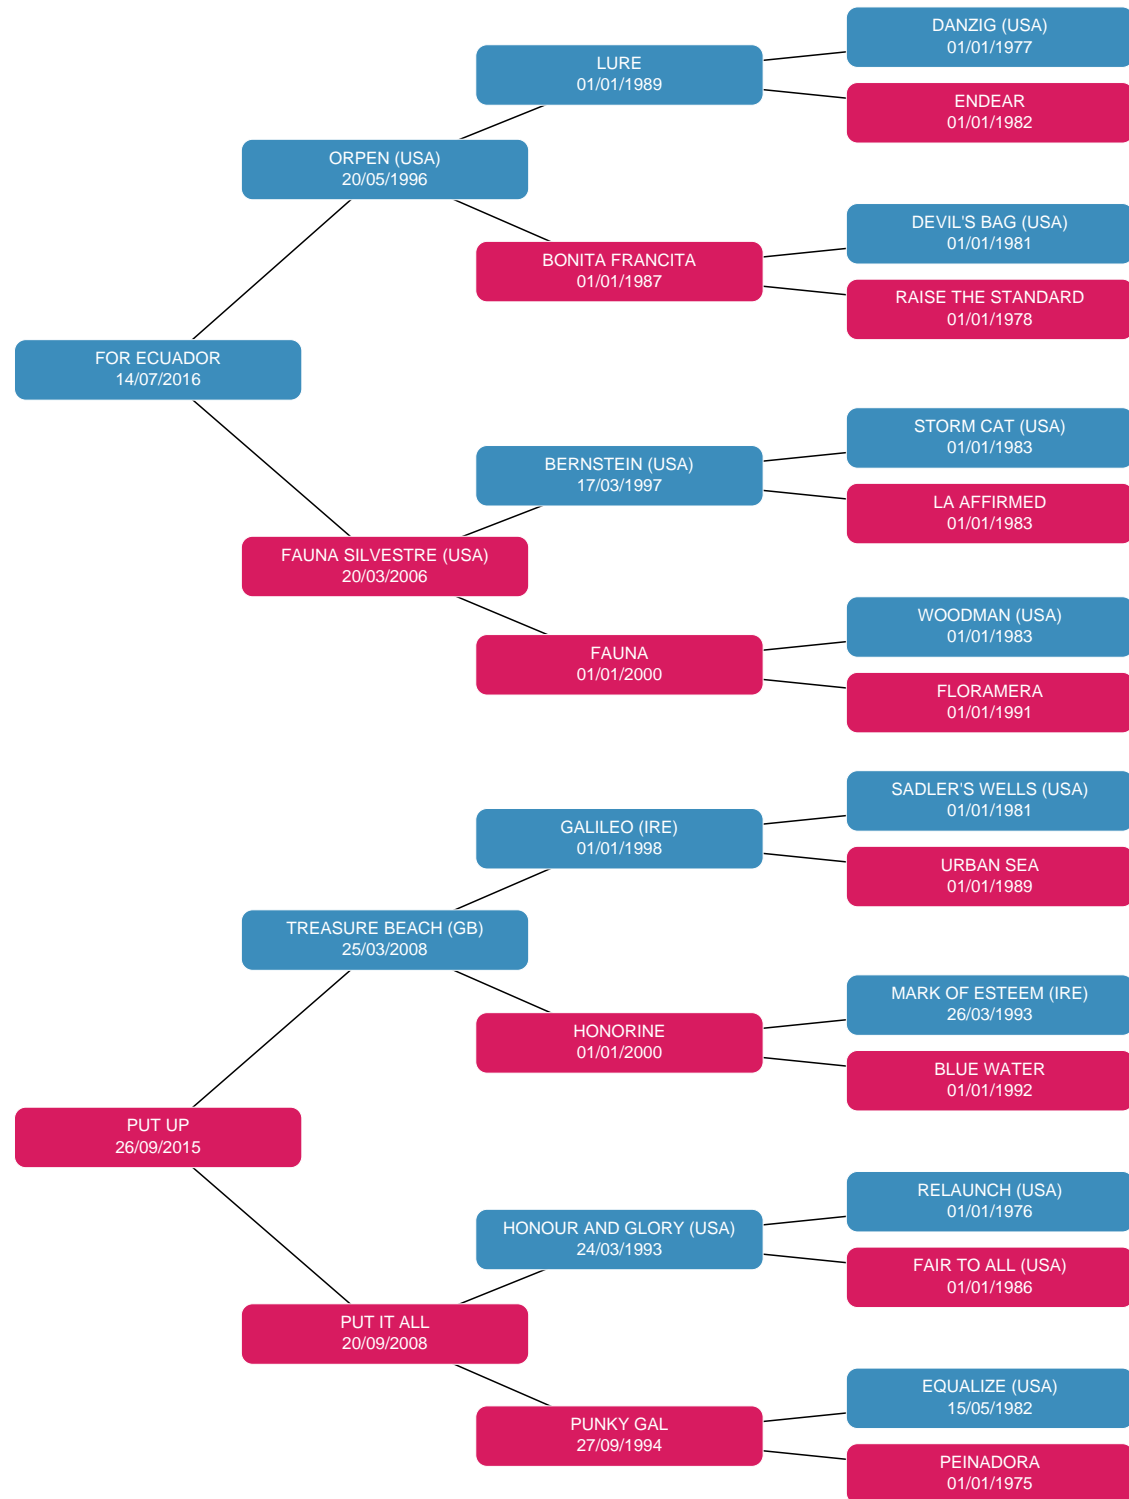 DANZIG (USA)
01/01/1977
LURE
01/01/1989
ENDEAR
01/01/1982
ORPEN (USA)
20/05/1996
DEVIL'S BAG (USA)
01/01/1981
BONITA FRANCITA
01/01/1987
RAISE THE STANDARD
01/01/1978
FOR ECUADOR
14/07/2016
STORM CAT (USA)
01/01/1983
BERNSTEIN (USA)
17/03/1997
LA AFFIRMED
01/01/1983
FAUNA SILVESTRE (USA)
20/03/2006
WOODMAN (USA)
01/01/1983
FAUNA
01/01/2000
FLORAMERA
01/01/1991
SADLER'S WELLS (USA)
01/01/1981
GALILEO (IRE)
01/01/1998
URBAN SEA
01/01/1989
TREASURE BEACH (GB)
25/03/2008
MARK OF ESTEEM (IRE)
26/03/1993
HONORINE
01/01/2000
BLUE WATER
01/01/1992
PUT UP
26/09/2015
RELAUNCH (USA)
01/01/1976
HONOUR AND GLORY (USA)
24/03/1993
FAIR TO ALL (USA)
01/01/1986
PUT IT ALL
20/09/2008
EQUALIZE (USA)
15/05/1982
PUNKY GAL
27/09/1994
PEINADORA
01/01/1975